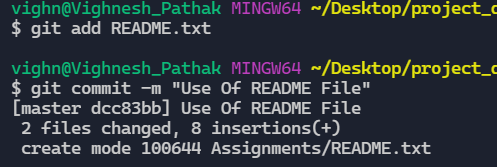 vighn@Vighnesh_Pathak MINGW64 ~/Desktop/project_
$ git add README.txt
vighn@Vighnesh_Pathak MINGW64 ~/Desktop/project_
$ git commit -m "Use Of README File"
[master dcc83bb] Use Of README File
2 files changed, 8 insertions(+)
create mode 100644 Assignments/README.txt